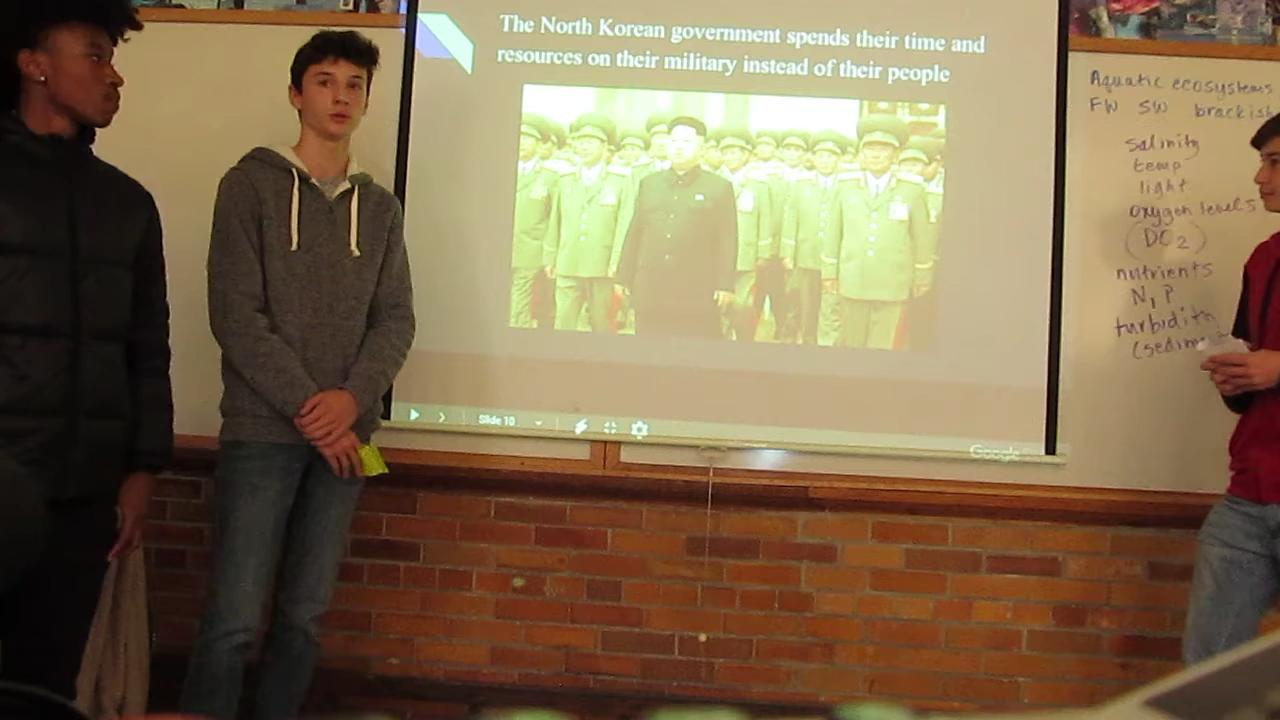 The North Korean government spends their time and
resources on their military instead of their people
Slide 10
Google
Aquatic ecosystems
FW SW brackish
salinity
temp
light
oxygen levels
(DO2)
nutrients
N, P
turbidity